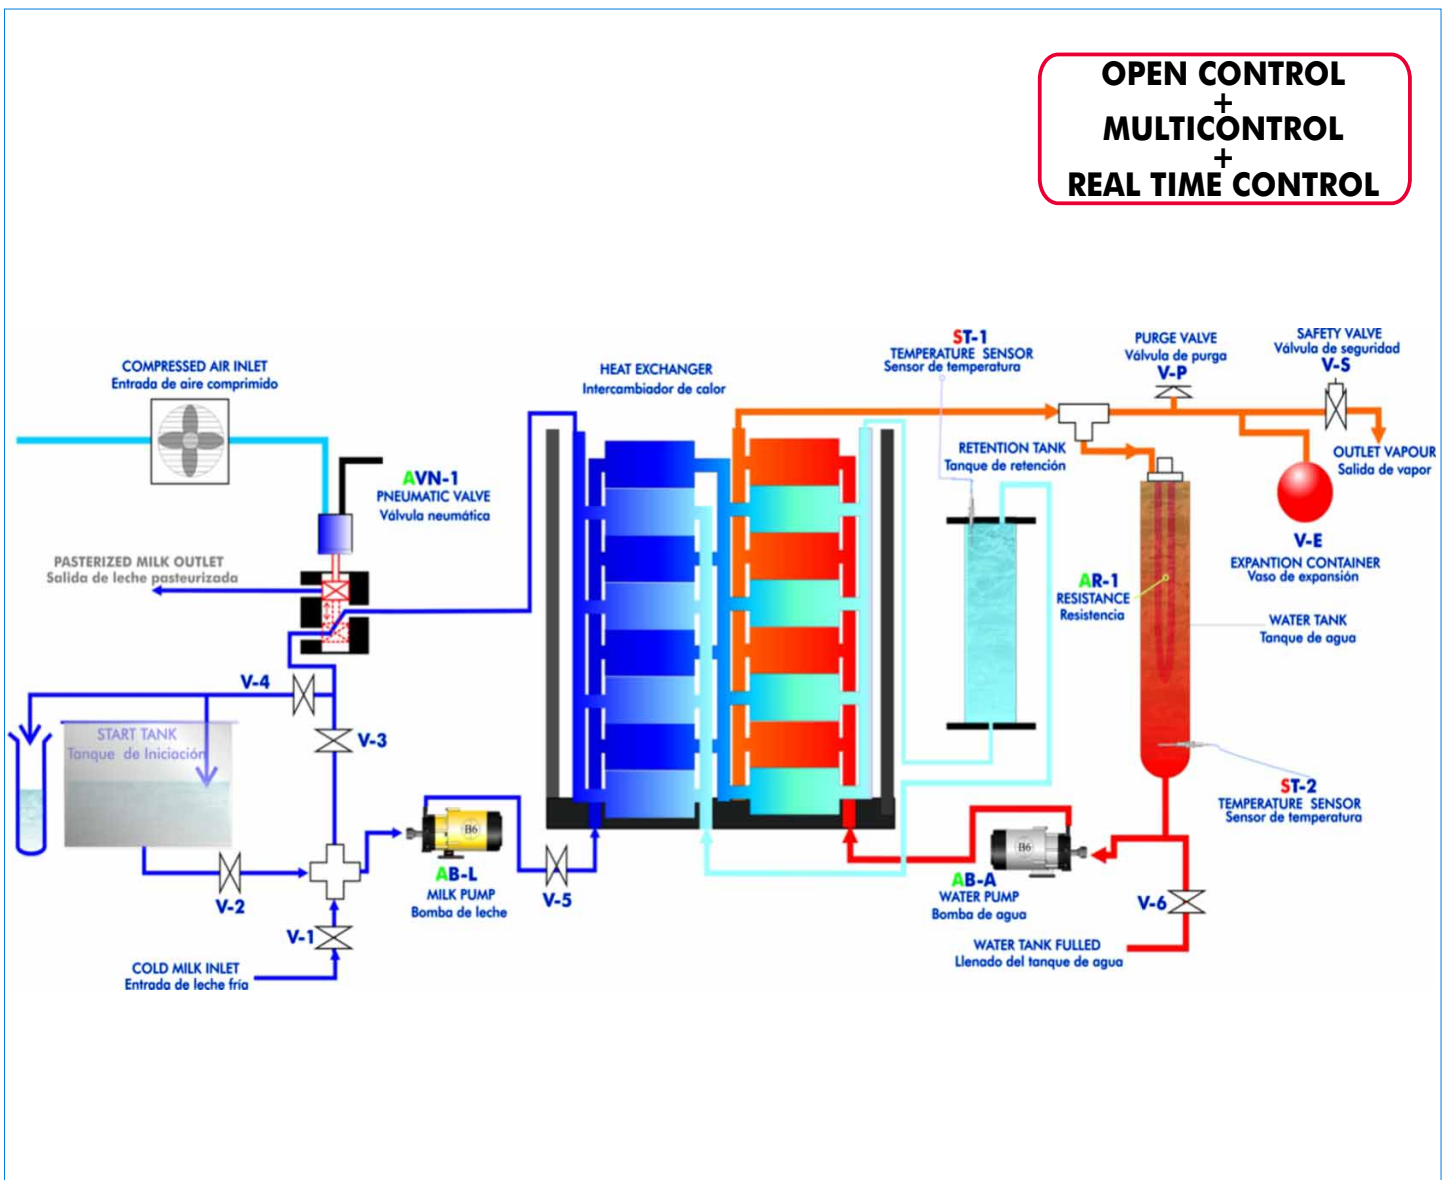 OPEN CONTROL
+
MULTICONTROL
+
REAL TIME CONTROL
COMPRESSED AIR INLET
Entrada de aire comprimido
HEAT EXCHANGER
Intercambiador de calor
ST-1
TEMPERATURE SENSOR
Sensor de temperatura
PURGE VALVE
Válvula de purga
V-P
SAFETY VALVE
Válvula de seguridad
V-S
AVN-1
PNEUMATIC VALVE
Válvula neumática
RETENTION TANK
Tanque de retención
OUTLET VAPOUR
Salida de vapor
V-E
EXPANTION CONTAINER
Vaso de expansión
PASTERIZED MILK OUTLET
Salida de leche pasteurizada
AR-1
RESISTANCE
Resistencia
WATER TANK
Tanque de agua
V-4
START TANK
Tanque de Iniciación
V-3
ST-2
TEMPERATURE SENSOR
Sensor de temperatura
B6
AB-L
MILK PUMP
Bomba de leche
V-5
B6
AB-A
WATER PUMP
Bomba de agua
V-2
V-6
V-1
WATER TANK FULLED
Llenado del tanque de agua
COLD MILK INLET
Entrada de leche fría